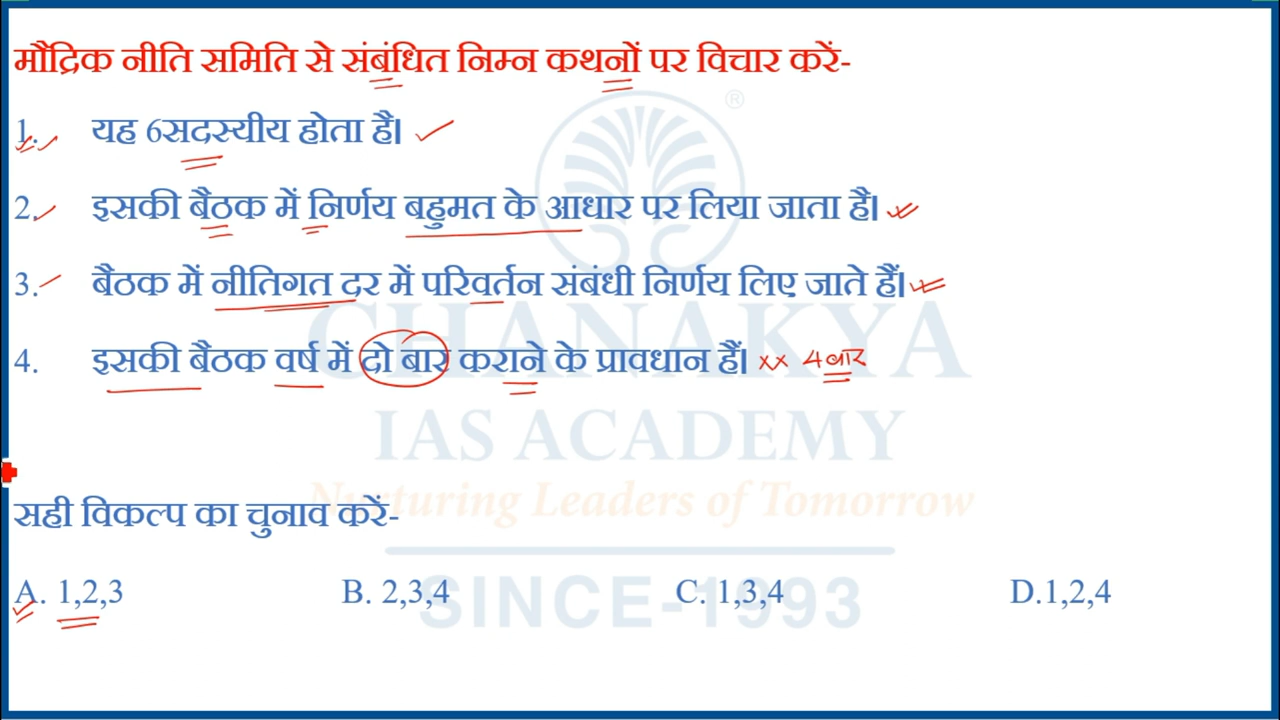 मौद्रिक नीति समिति से संबंधित निम्न कथनों पर विचार करें-
1. यह 6सदस्यीय होता है।
2. इसकी बैठक में निर्णय बहुमत के आधार पर लिया जाता है।
3. बैठक में नीतिगत दर में परिवर्तन संबंधी निर्णय लिए जाते हैं।
4. इसकी बैठक वर्ष में दो बार कराने के प्रावधान हैं। xx 4बार
CHANAKYA
IAS ACADEMY
Nurturing Leaders of Tomorrow
सही विकल्प का चुनाव करें-
A. 1,2,3 B. 2,3,4 C. 1,3,4 D.1,2,4
SINCE-1993
®